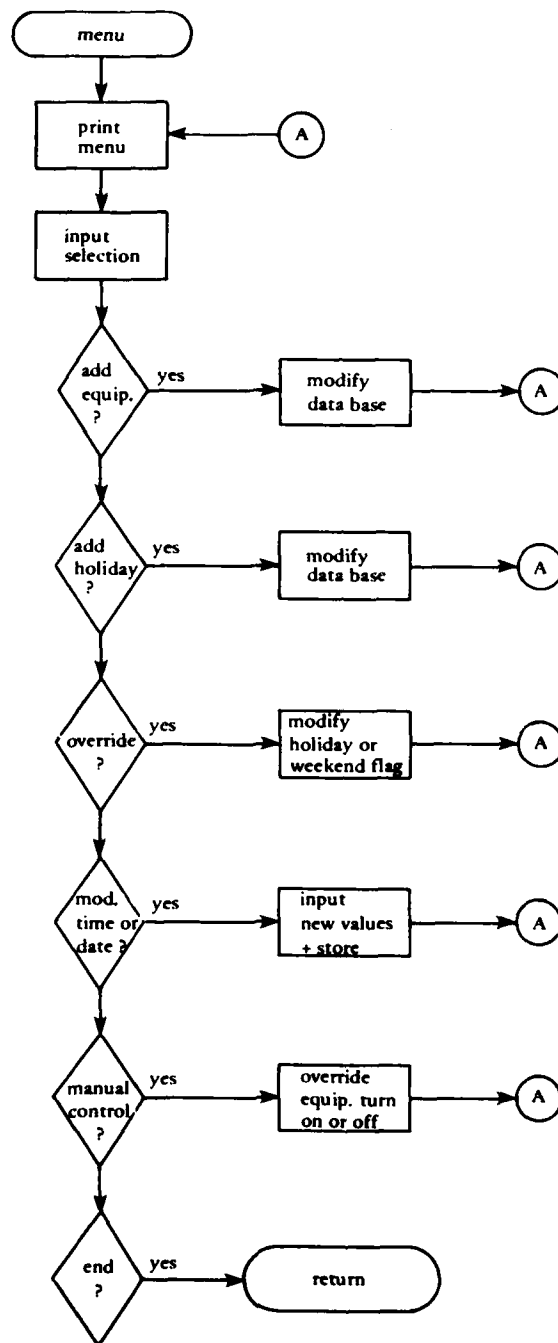 menu
print
menu
A
input
selection
add
equip.
?
yes
modify
data base
A
add
holiday
?
yes
modify
data base
A
override
?
yes
modify
holiday or
weekend flag
A
mod.
time or
date ?
yes
input
new values
+ store
A
manual
control
?
yes
override
equip. turn
on or off
A
end
?
yes
return